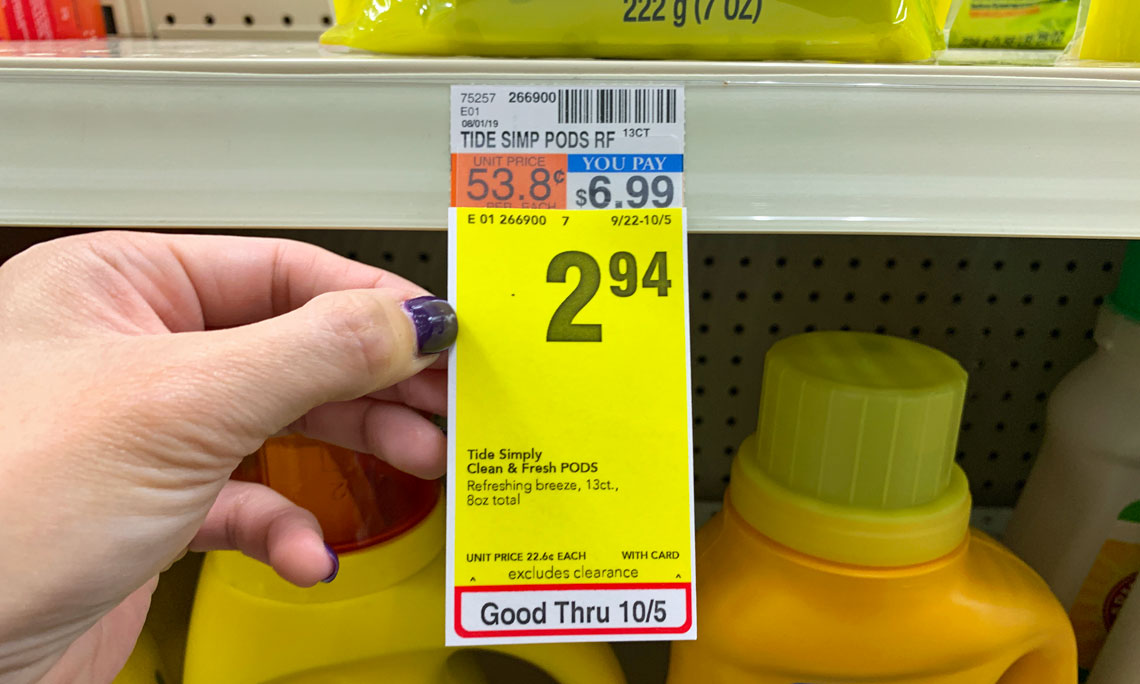 222 g (7 OZ)
75257 266900
E01
08/01/19
TIDE SIMP PODS RF 13CT
UNIT PRICE YOU PAY
53.8¢ $6.99
PER EACH
E 01 266900 7 9/22-10/5
2 94
Tide Simply
Clean & Fresh PODS
Refreshing breeze, 13ct.,
8oz total
UNIT PRICE 22.6¢ EACH WITH CARD
excludes clearance
Good Thru 10/5